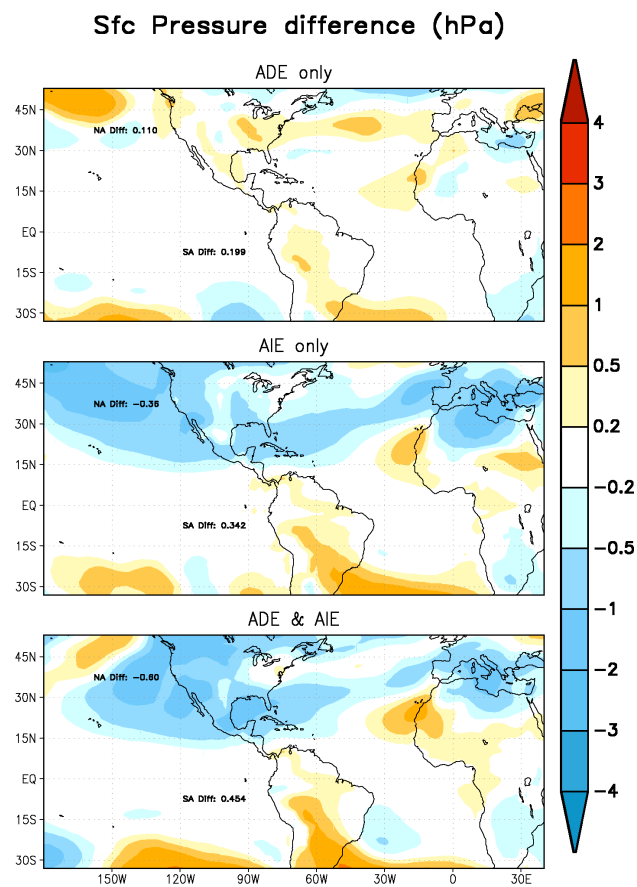 Sfc Pressure difference (hPa)
ADE only
45N
30N
15N
EQ
15S
30S
NA Diff: 0.110
SA Diff: 0.199
AIE only
45N
30N
15N
EQ
15S
30S
NA Diff: -0.36
SA Diff: 0.342
ADE & AIE
45N
30N
15N
EQ
15S
30S
NA Diff: -0.60
SA Diff: 0.454
150W 120W 90W 60W 30W 0 30E
4
3
2
1
0.5
0.2
-0.2
-0.5
-1
-2
-3
-4